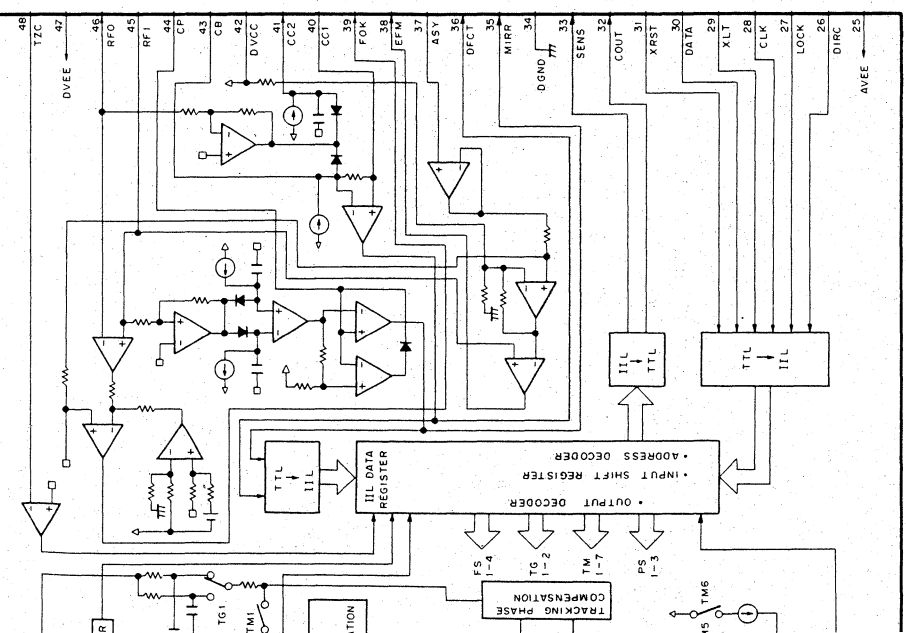 48
TZC
47
DVEE
46
RFO
45
RFI
44
CP
43
CB
42
DVCC
41
CC2
40
CC1
39
FOK
38
EFM
37
ASY
36
DFCT
35
MIRR
34
DGND
33
SENS
32
COUT
31
XRST
30
DATA
29
XLT
28
CLK
27
LOCK
26
DIRC
25
AVEE
TTL → IIL
IIL → TTL
TTL → IIL
IIL DATA
REGISTER
• ADDRESS DECODER
• INPUT SHIFT REGISTER
• OUTPUT DECODER
FS
1-4
TG
1-2
TM
1-7
PS
1-3
TRACKING PHASE
COMPENSATION
TG1
TM1
TM6